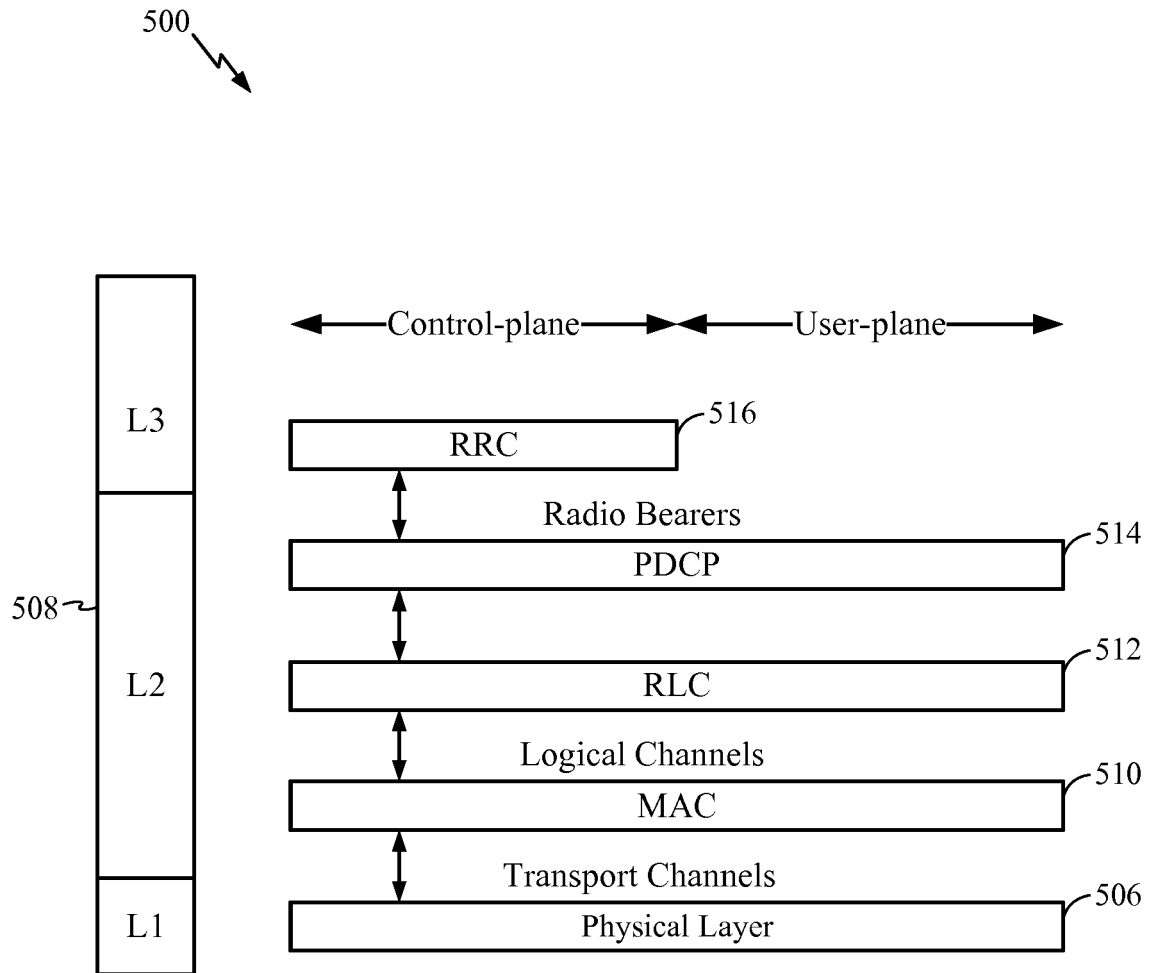 500
Control-plane
User-plane
L3
516
RRC
Radio Bearers
514
PDCP
508
512
L2
RLC
Logical Channels
510
MAC
Transport Channels
506
L1
Physical Layer